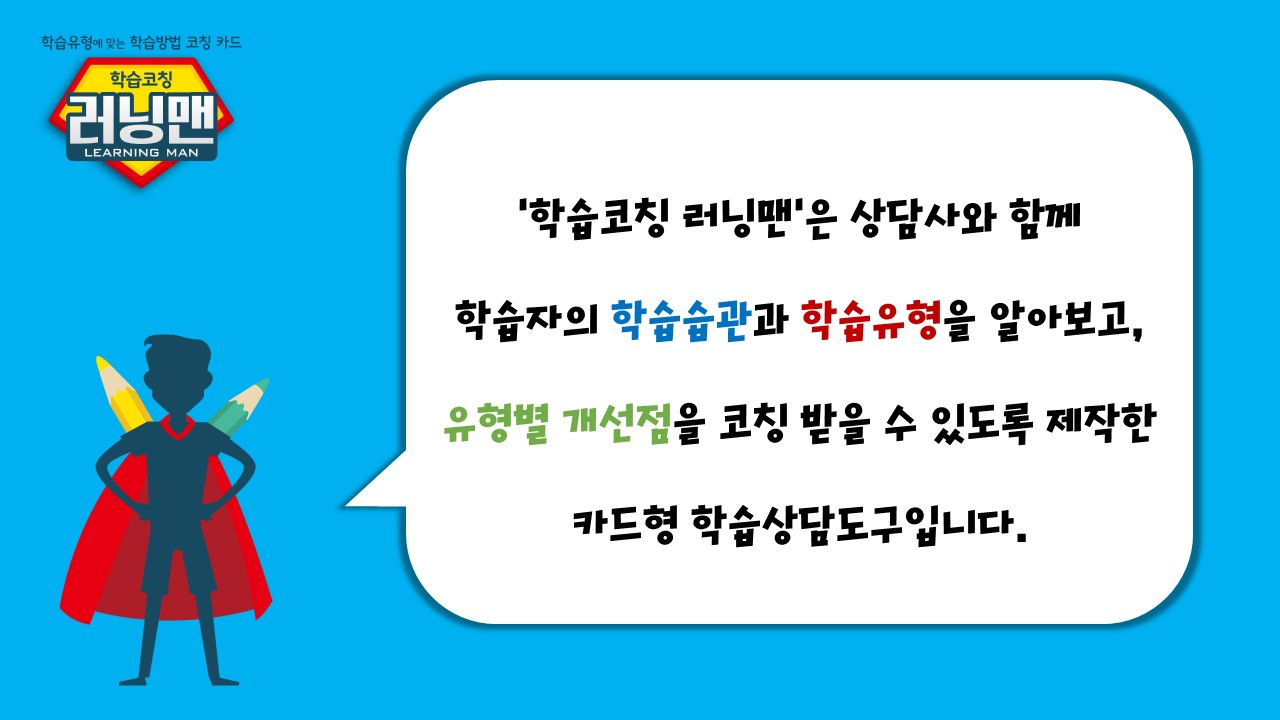 학습유형에 맞는 학습방법 코칭 카드
학습코칭
러닝맨
LEARNING MAN
'학습코칭 러닝맨'은 상담사와 함께
학습자의 학습습관과 학습유형을 알아보고,
유형별 개선점을 코칭 받을 수 있도록 제작한
카드형 학습상담도구입니다.